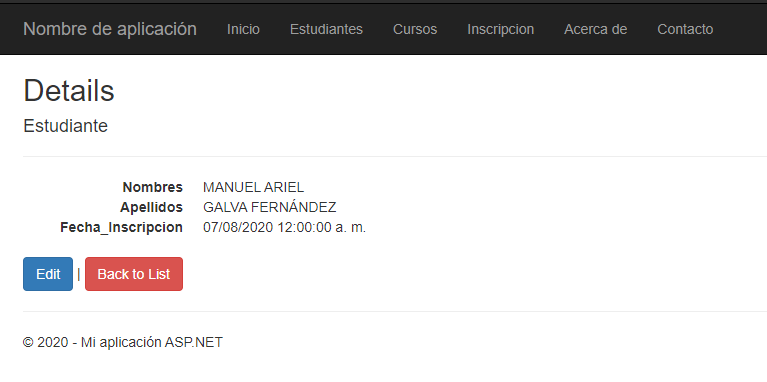 Nombre de aplicación Inicio Estudiantes Cursos Inscripcion Acerca de Contacto
Details
Estudiante
Nombres MANUEL ARIEL
Apellidos GALVA FERNÁNDEZ
Fecha_Inscripcion 07/08/2020 12:00:00 a. m.
Edit | Back to List
© 2020 - Mi aplicación ASP.NET